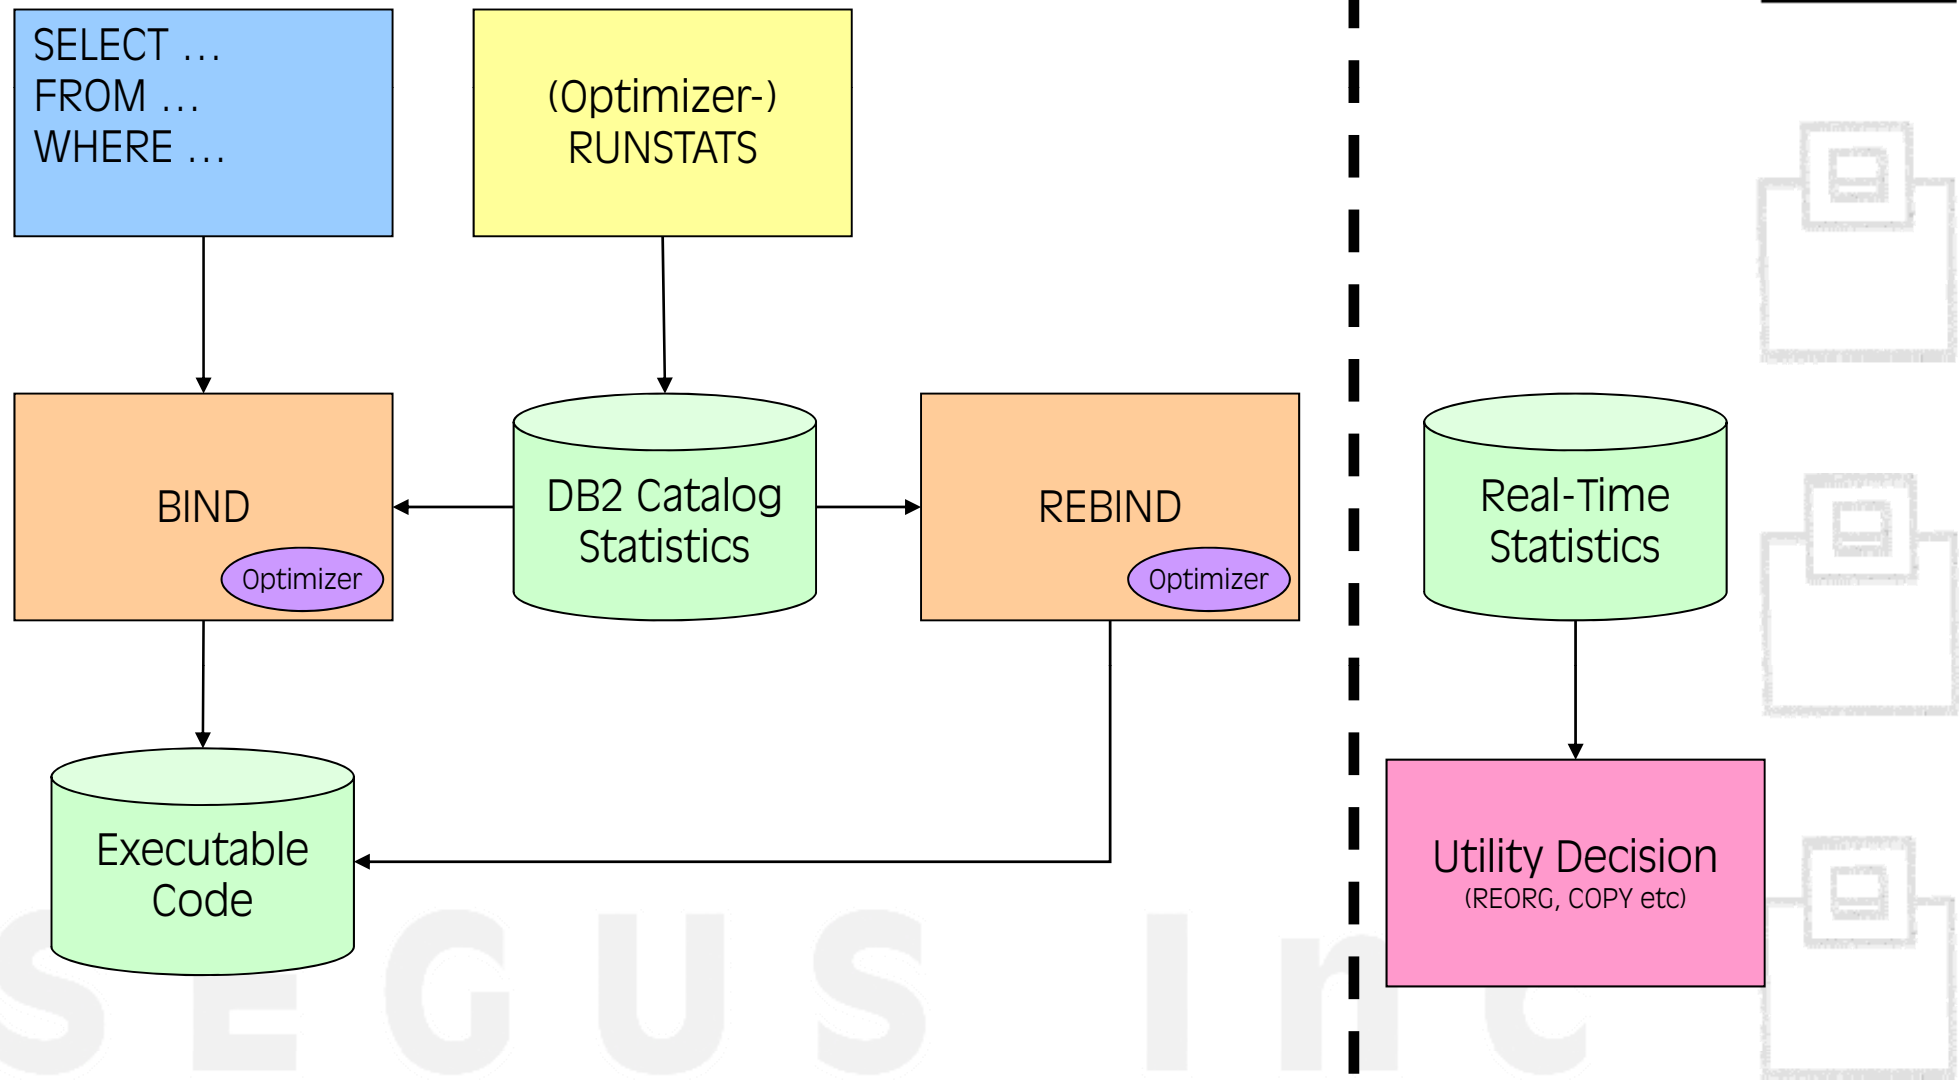 SELECT …
FROM …
WHERE …
(Optimizer-)
RUNSTATS
BIND
Optimizer
DB2 Catalog
Statistics
REBIND
Optimizer
Real-Time
Statistics
Executable
Code
Utility Decision
(REORG, COPY etc)
SEGUS Inc